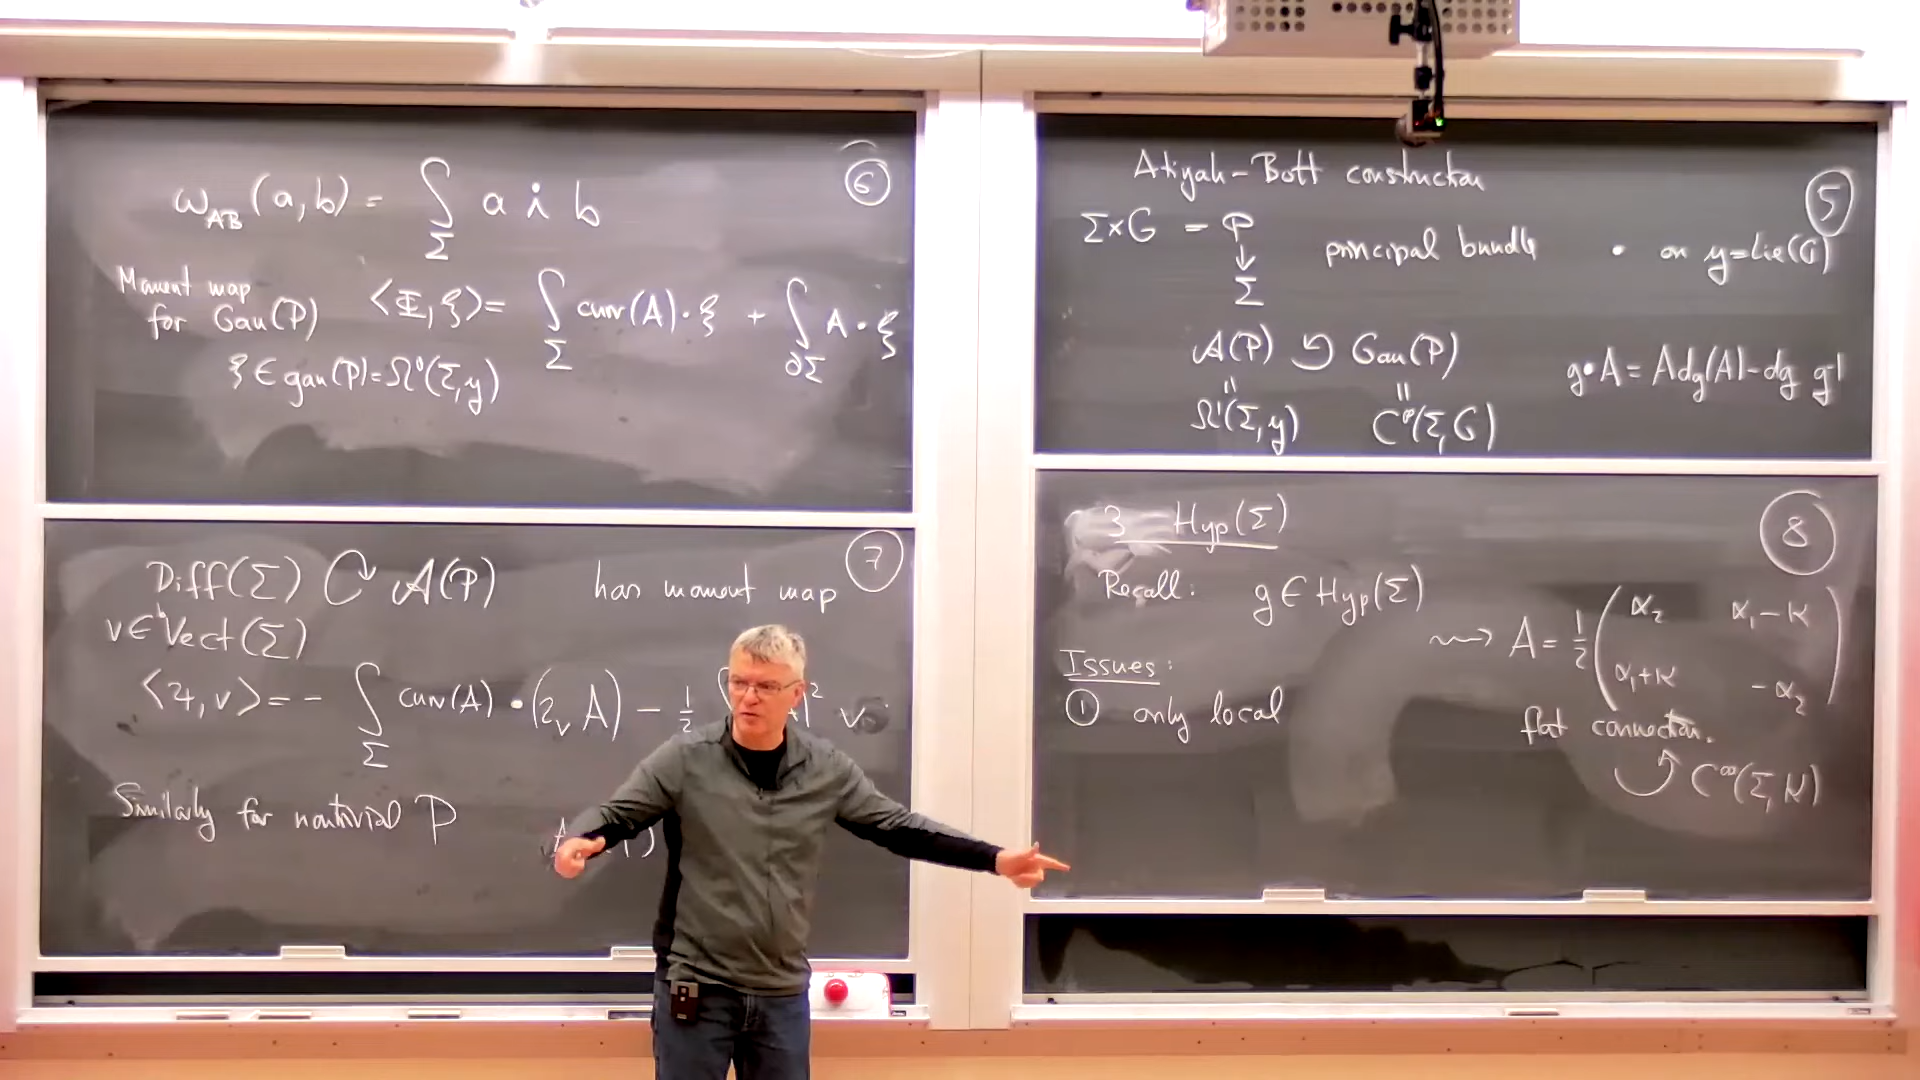 ⑤
Atiyah-Bott construction
Σ×G = P
↓
Σ
principal bundle
• on 𝔤=Lie(G)
A(P) ↺ Gau(P)
"
"
Ω¹(Σ,𝔤) C^∞(Σ,G)
g•A = Ad_g(A)-dg g⁻¹
⑥
ω_AB(a,b) = ∫_Σ a ∧̇ b
Moment map
for Gau(P)
<Φ,ξ> = ∫_Σ curv(A)•ξ + ∫_∂Σ A•ξ
ξ ∈ gau(P)=Ω⁰(Σ,𝔤)
⑦
Diff(Σ) ↻ A(P) has moment map
v ∈ Vect(Σ)
<Ψ,v> = - ∫_Σ curv(A)•(ι_v A) - 1/2
Similarly for nontrivial P
⑧
3 Hyp(Σ)
Recall: g ∈ Hyp(Σ)
⇝ A = 1/2 ( α₂ α₁-κ
α₁+κ -α₂ )
Issues:
① only local
flat connection.
↺ C^∞(Σ,K)